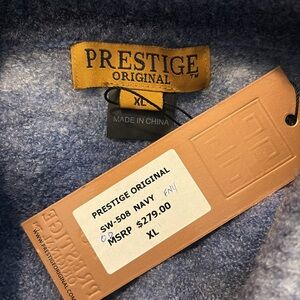 PRESTIGE
ORIGINAL
TM
XL
MADE IN CHINA
PRESTIGE ORIGINAL
SW-508 NAVY
MSRP $279.00
XL
PRESTIGE
WWW.PRESTIGEORIGINAL.COM